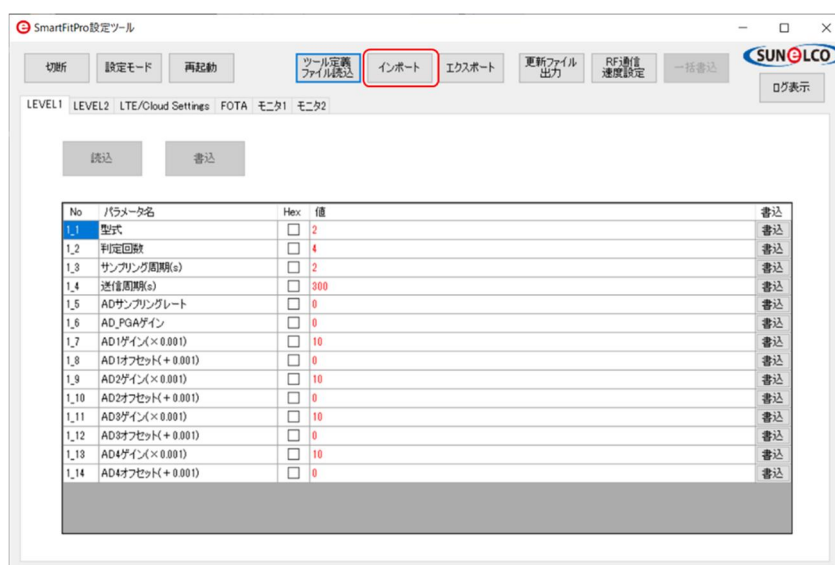 SmartFitPro設定ツール
切断 設定モード 再起動 ツール定義 ファイル読込 インポート エクスポート 更新ファイル 出力 RF通信 速度設定 一括書込 SUNELCO
ログ表示
LEVEL1 LEVEL2 LTE/Cloud Settings FOTA モニタ1 モニタ2
読込 書込
No パラメータ名 Hex 値 書込
1_1 型式 2 書込
1_2 判定回数 4 書込
1_3 サンプリング周期(s) 2 書込
1_4 送信周期(s) 300 書込
1_5 ADサンプリングレート 0 書込
1_6 AD_PGAゲイン 0 書込
1_7 AD1ゲイン(×0.001) 10 書込
1_8 AD1オフセット(+0.001) 0 書込
1_9 AD2ゲイン(×0.001) 10 書込
1_10 AD2オフセット(+0.001) 0 書込
1_11 AD3ゲイン(×0.001) 10 書込
1_12 AD3オフセット(+0.001) 0 書込
1_13 AD4ゲイン(×0.001) 10 書込
1_14 AD4オフセット(+0.001) 0 書込